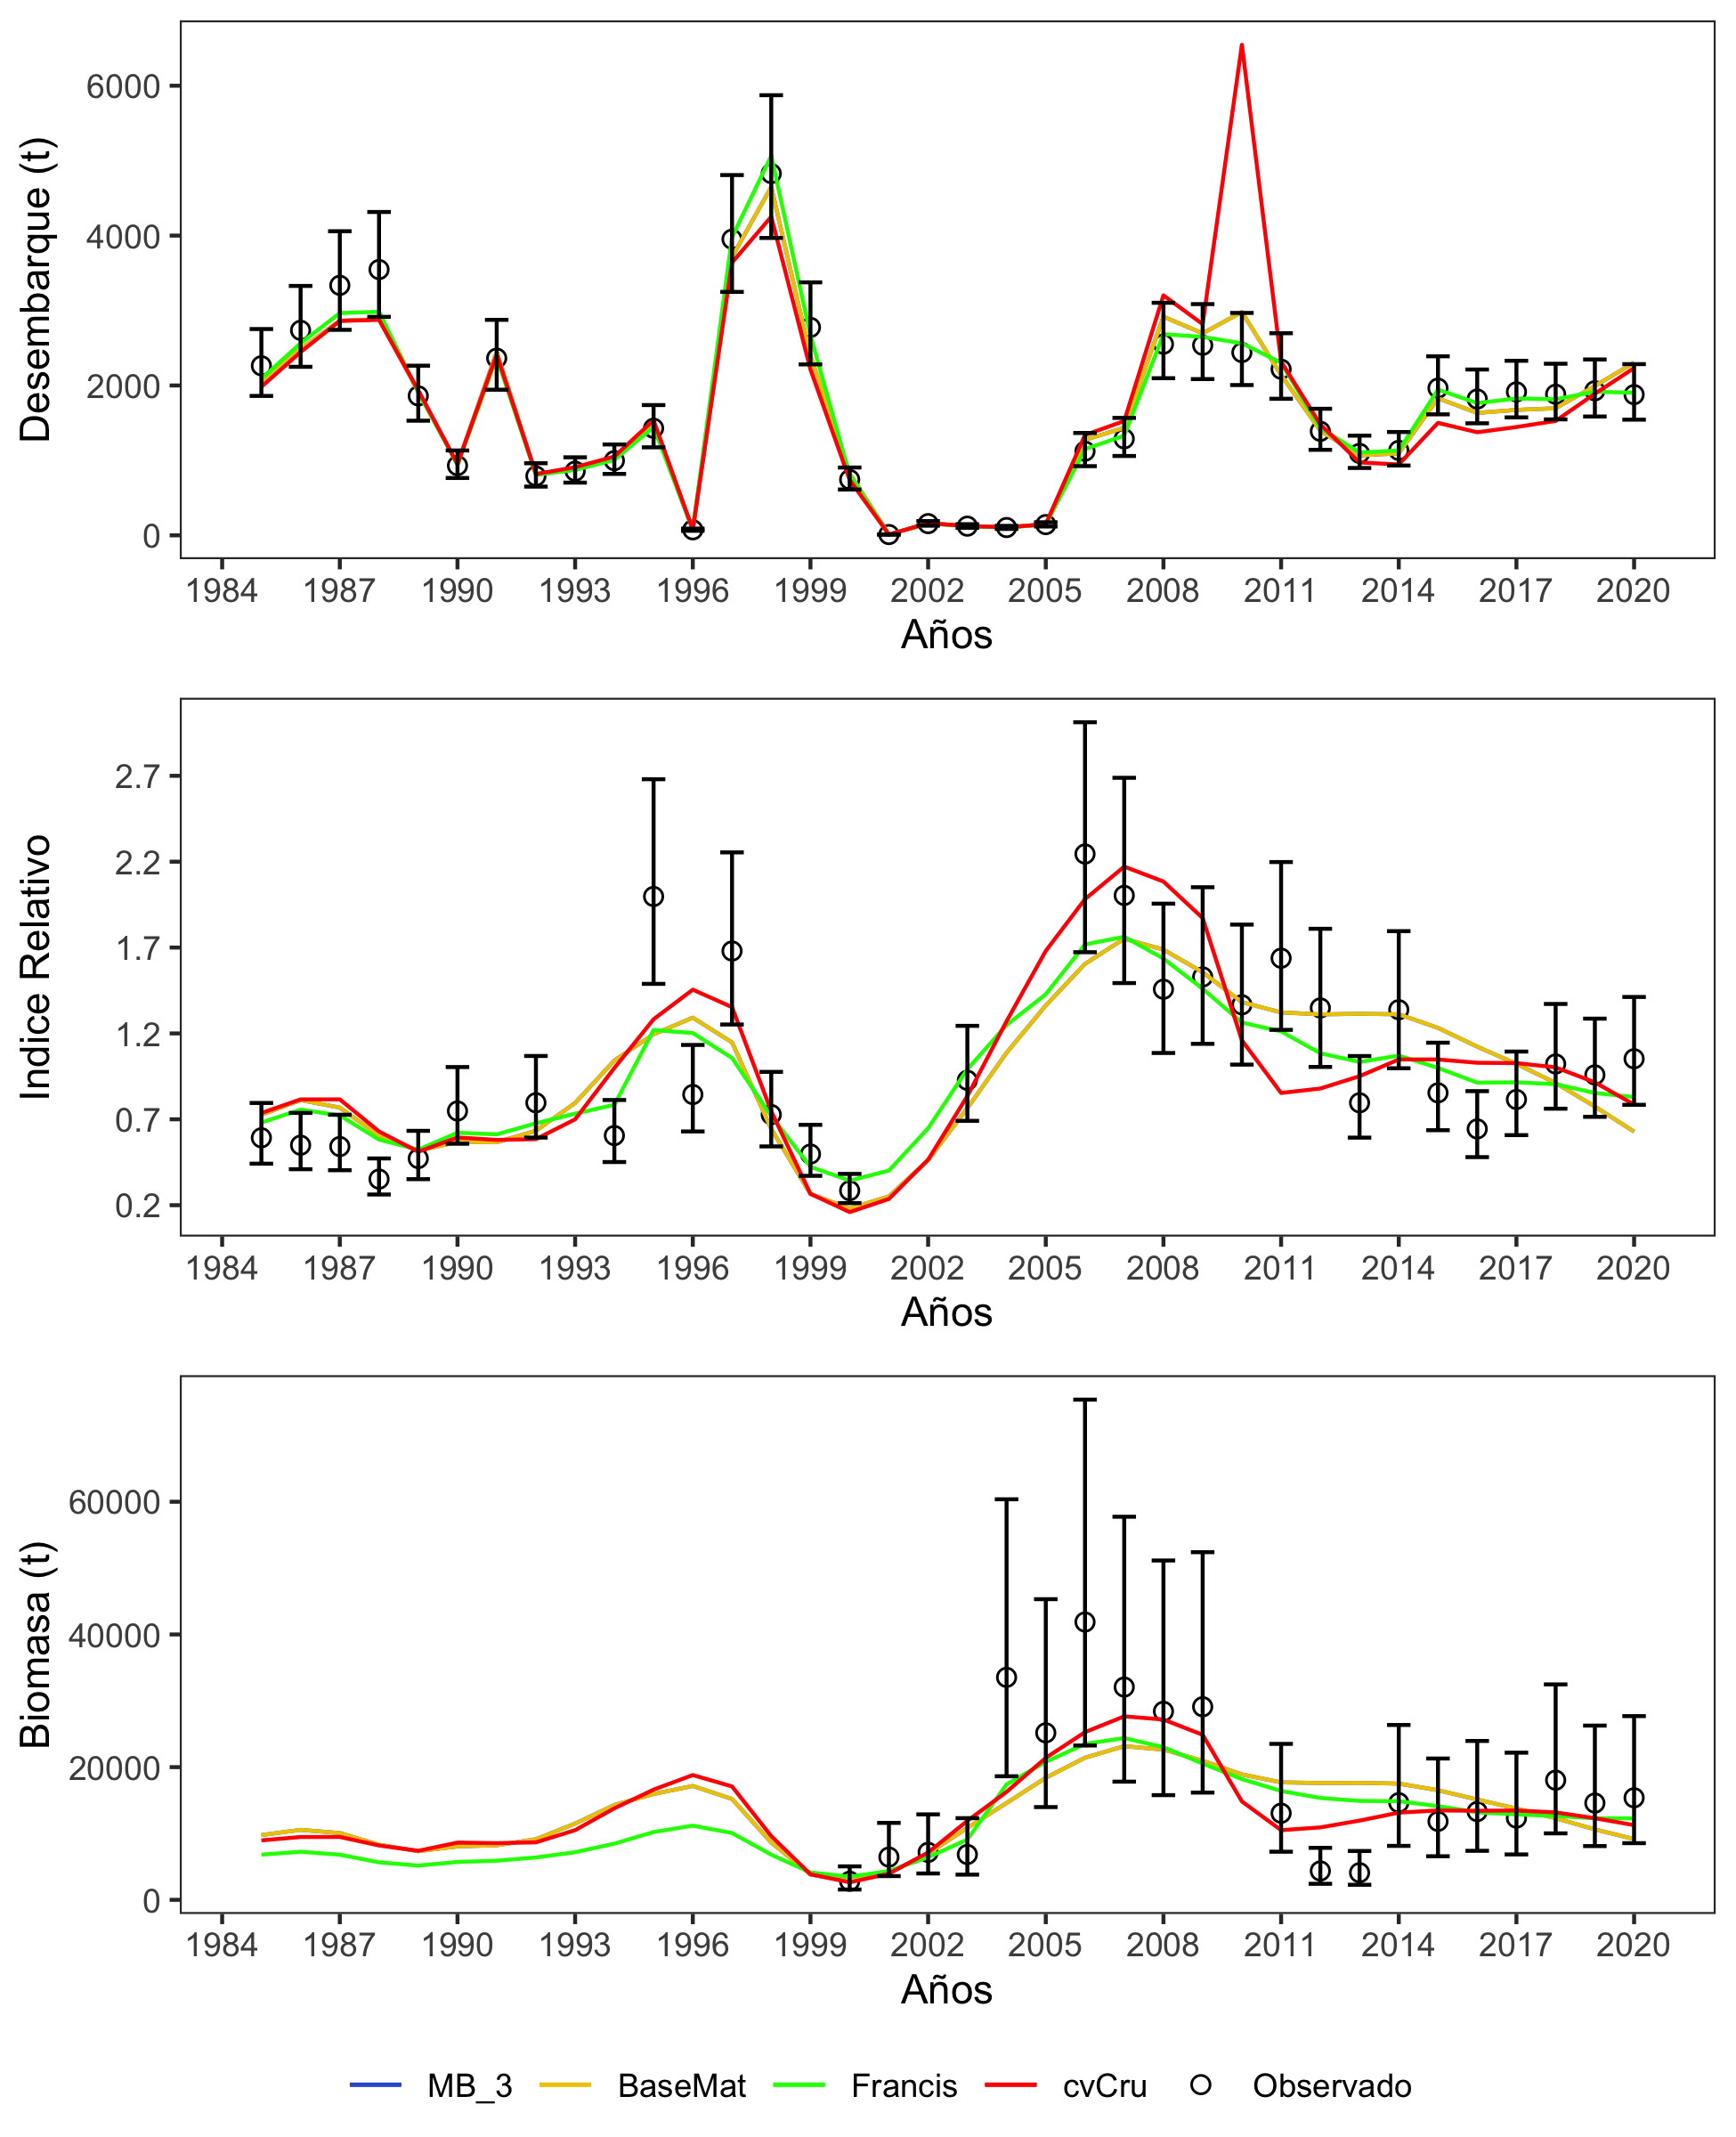 Desembarque (t)
6000
4000
2000
0
1984 1987 1990 1993 1996 1999 2002 2005 2008 2011 2014 2017 2020
Años
Indice Relativo
2.7
2.2
1.7
1.2
0.7
0.2
1984 1987 1990 1993 1996 1999 2002 2005 2008 2011 2014 2017 2020
Años
Biomasa (t)
60000
40000
20000
0
1984 1987 1990 1993 1996 1999 2002 2005 2008 2011 2014 2017 2020
Años
MB_3 BaseMat Francis cvCru Observado